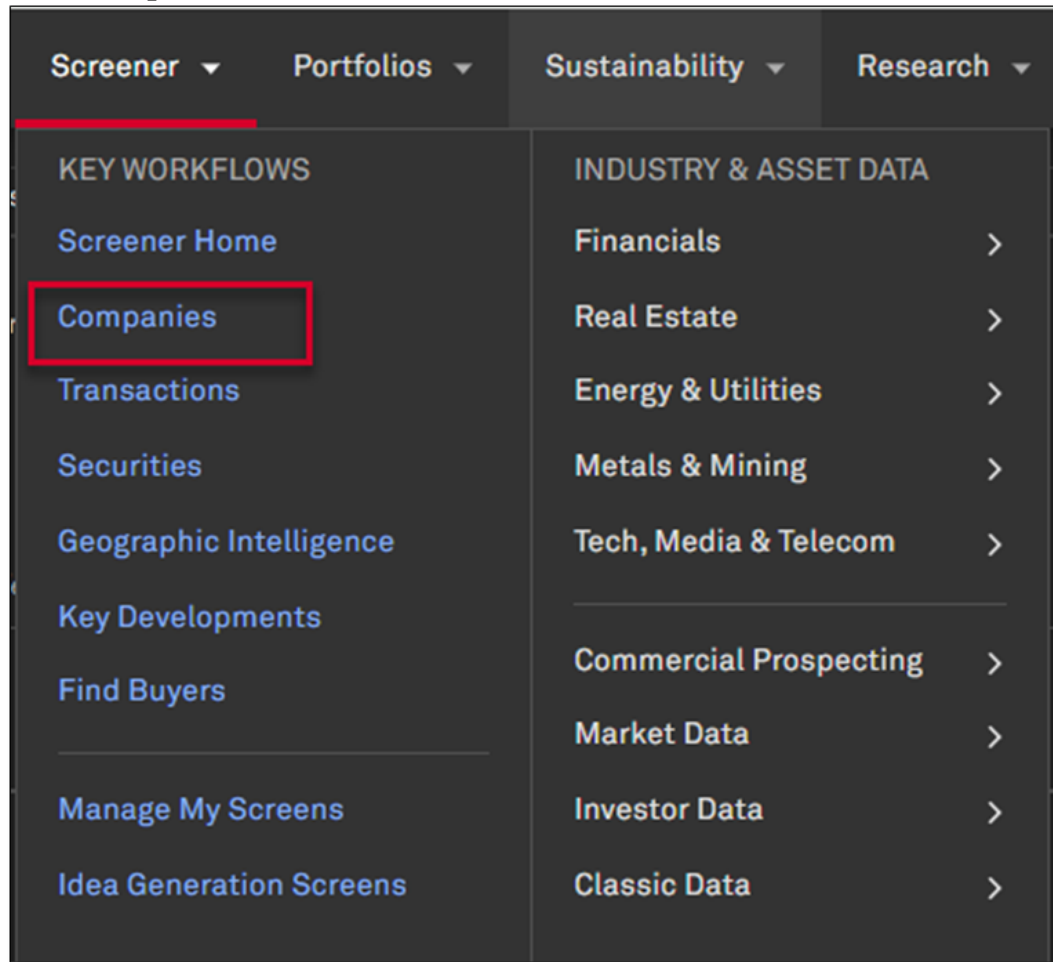 Screener Portfolios Sustainability Research
KEY WORKFLOWS
Screener Home
Companies
Transactions
Securities
Geographic Intelligence
Key Developments
Find Buyers
Manage My Screens
Idea Generation Screens
INDUSTRY & ASSET DATA
Financials
Real Estate
Energy & Utilities
Metals & Mining
Tech, Media & Telecom
Commercial Prospecting
Market Data
Investor Data
Classic Data